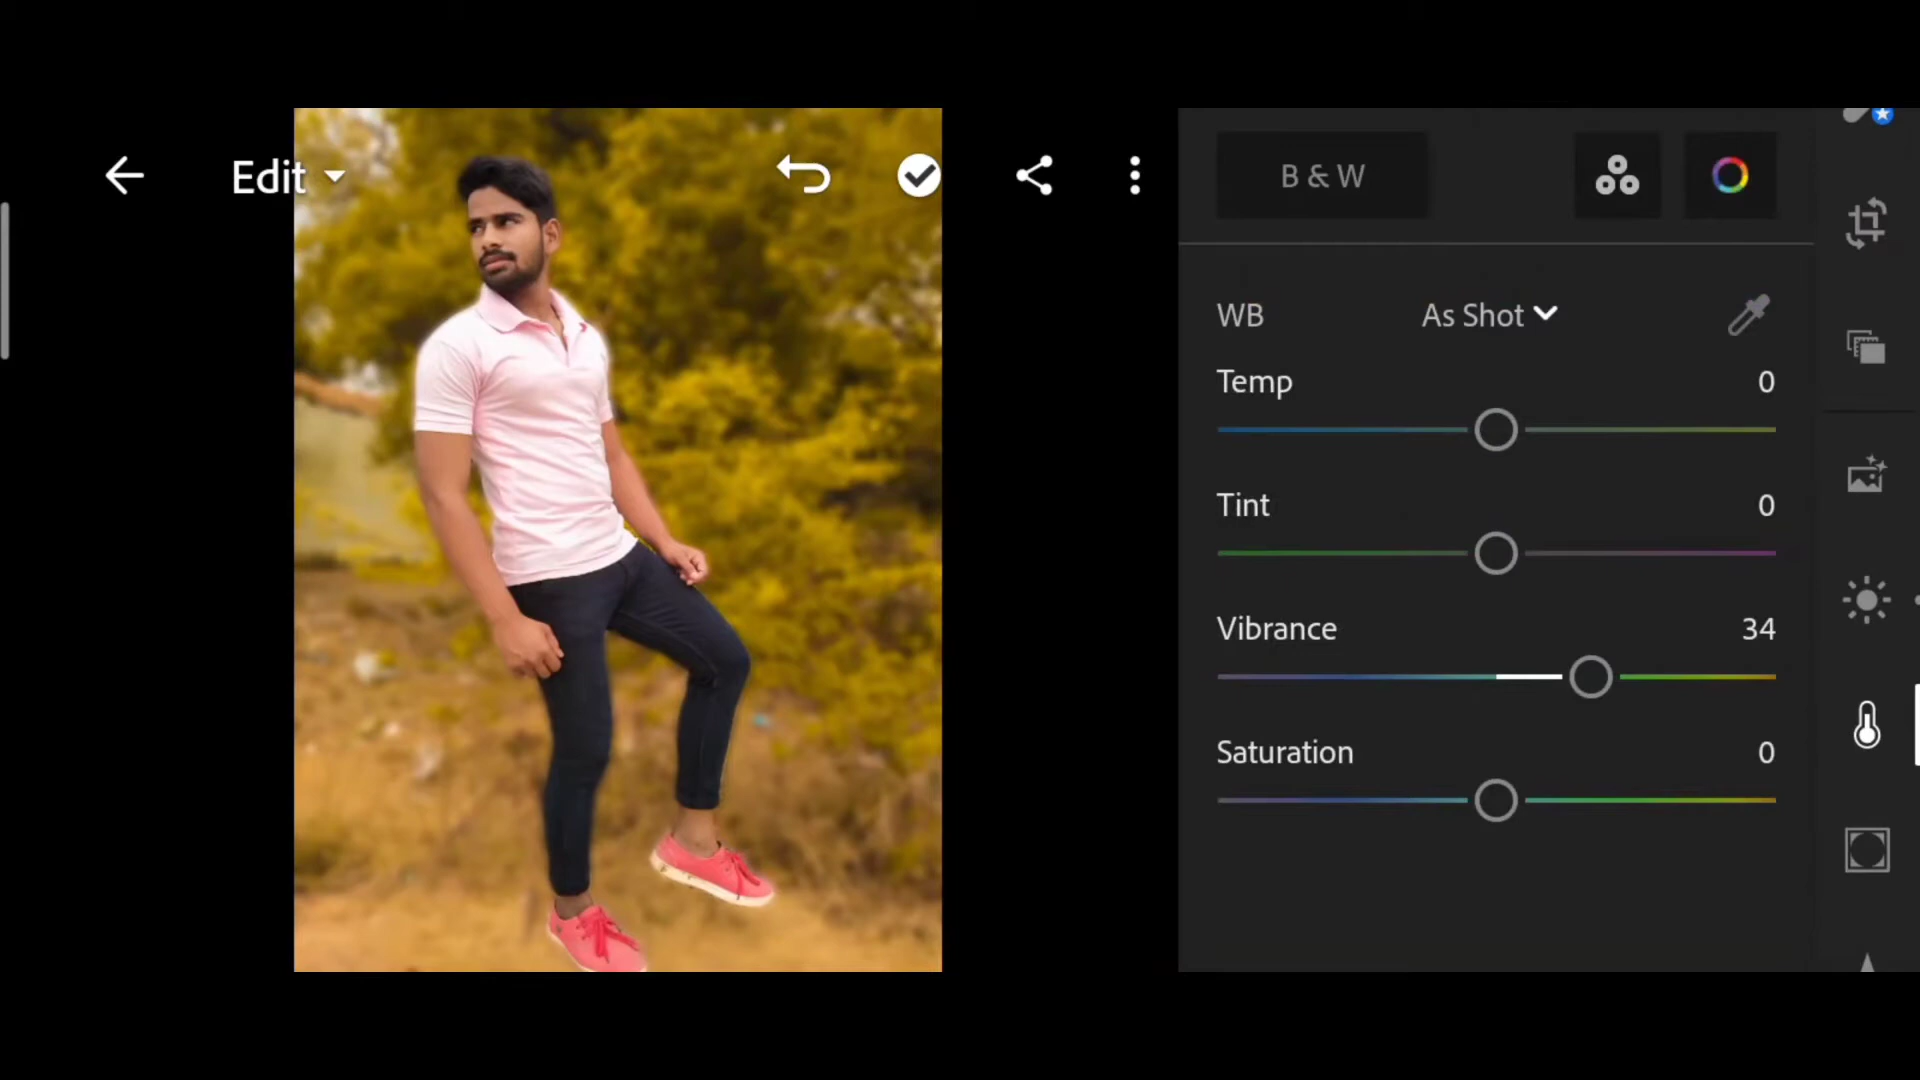 Edit
B & W
WB As Shot
Temp 0
Tint 0
Vibrance 34
Saturation 0